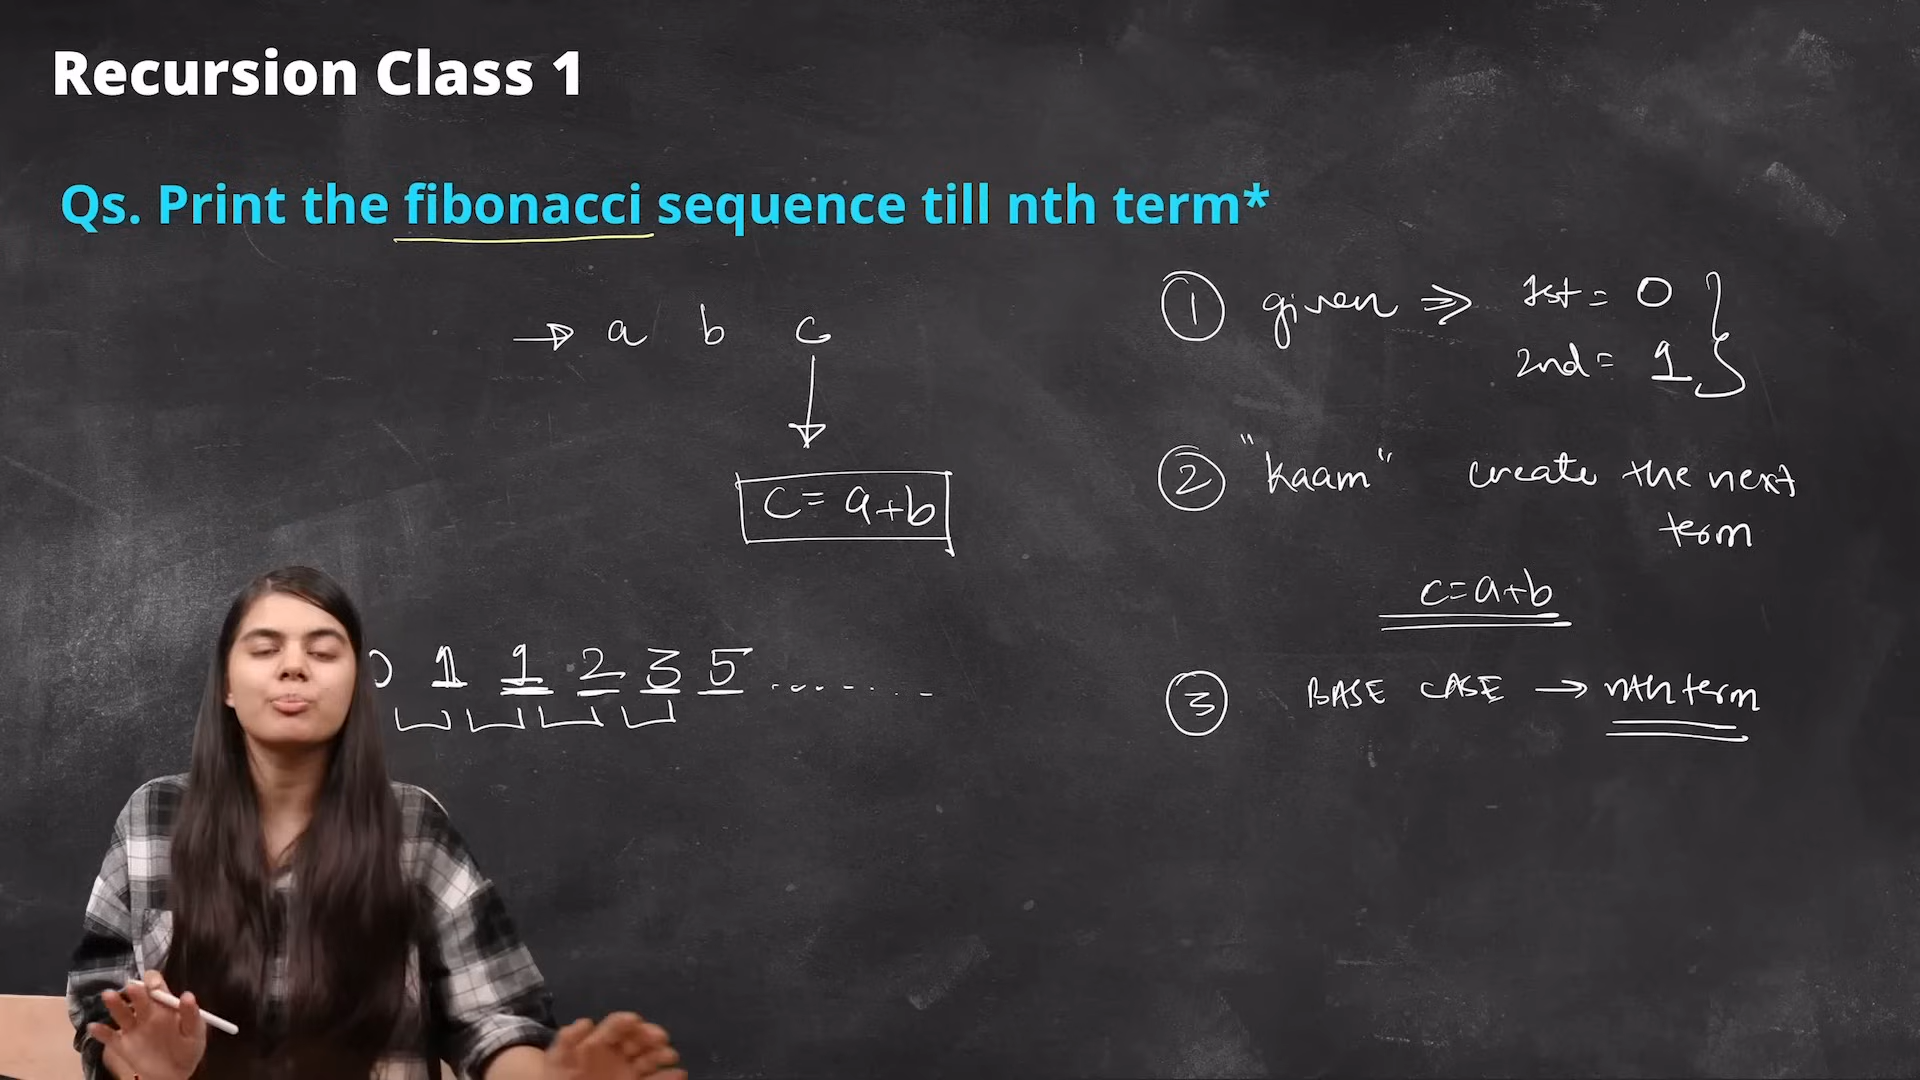 Recursion Class 1
Qs. Print the fibonacci sequence till nth term*
→ a b c
c = a+b
0 1 1 2 3 5 ........
① given ⇒ 1st = 0
2nd = 1
② "kaam" create the next
term
c=a+b
③ BASE CASE → nth term